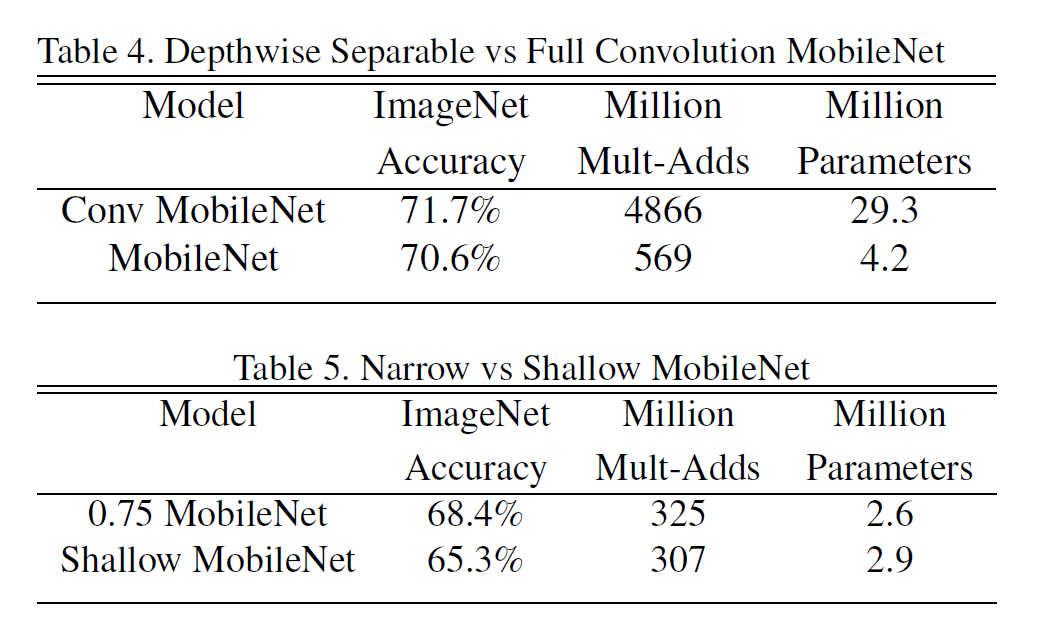 Table 4. Depthwise Separable vs Full Convolution MobileNet
Model ImageNet Million Million
Accuracy Mult-Adds Parameters
Conv MobileNet 71.7% 4866 29.3
MobileNet 70.6% 569 4.2
Table 5. Narrow vs Shallow MobileNet
Model ImageNet Million Million
Accuracy Mult-Adds Parameters
0.75 MobileNet 68.4% 325 2.6
Shallow MobileNet 65.3% 307 2.9